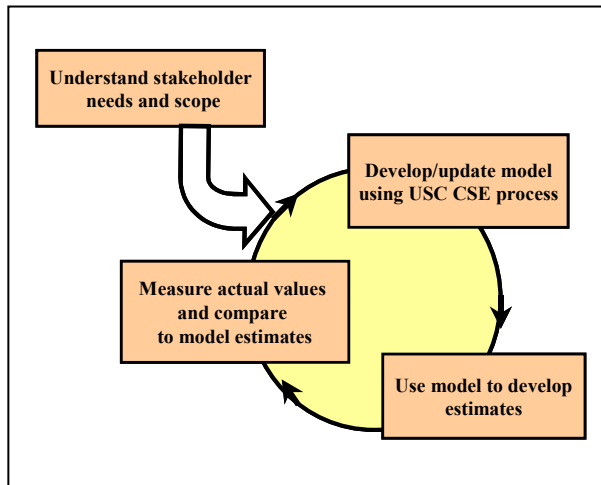 Understand stakeholder
needs and scope
Develop/update model
using USC CSE process
Measure actual values
and compare
to model estimates
Use model to develop
estimates